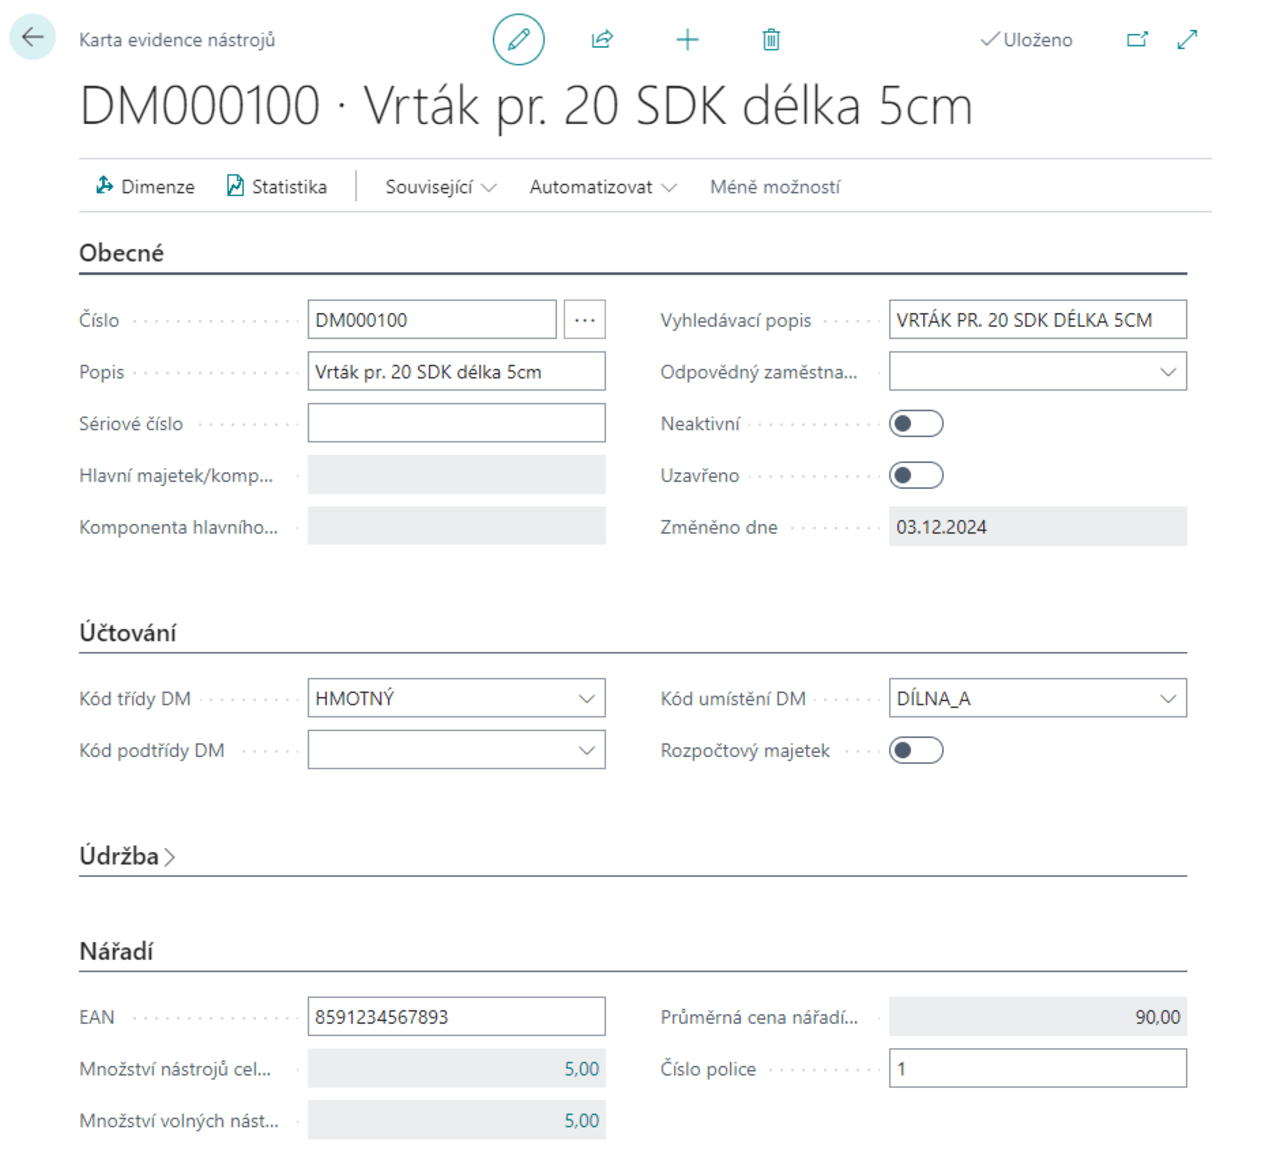 Karta evidence nástrojů
Uloženo
DM000100 · Vrták pr. 20 SDK délka 5cm
Dimenze Statistika Související Automatizovat Méně možností
Obecné
Číslo DM000100 ... Vyhledávací popis VRTÁK PR. 20 SDK DÉLKA 5CM
Popis Vrták pr. 20 SDK délka 5cm Odpovědný zaměstna...
Sériové číslo Neaktivní
Hlavní majetek/komp... Uzavřeno
Komponenta hlavního... Změněno dne 03.12.2024
Účtování
Kód třídy DM HMOTNÝ Kód umístění DM DÍLNA_A
Kód podtřídy DM Rozpočtový majetek
Údržba
Nářadí
EAN 8591234567893 Průměrná cena nářadí... 90,00
Množství nástrojů cel... 5,00 Číslo police 1
Množství volných nást... 5,00